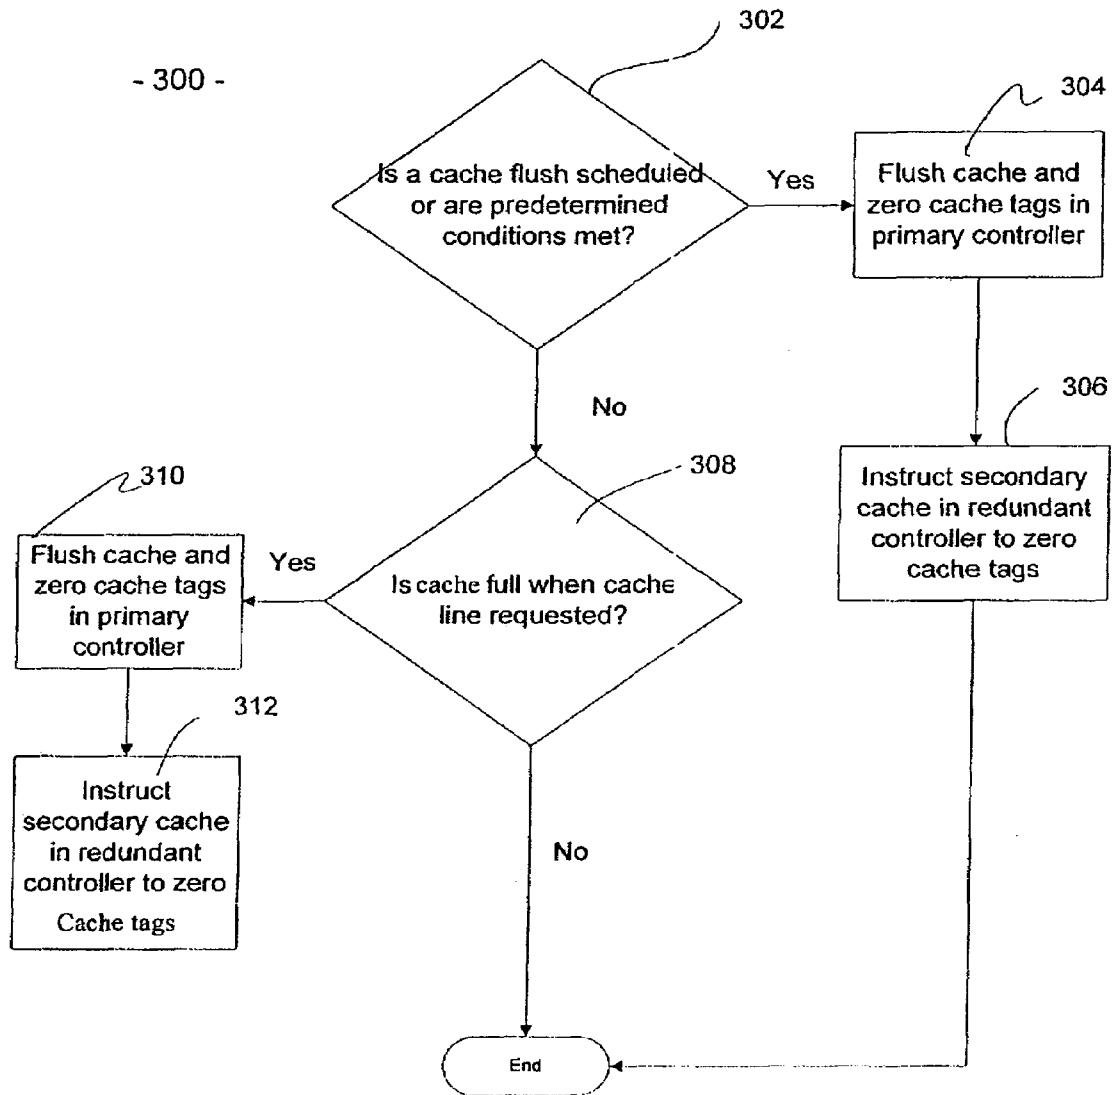 302
- 300 -
304
Is a cache flush scheduled
or are predetermined
conditions met?
Yes
Flush cache and
zero cache tags in
primary controller
No
306
Instruct secondary
cache in redundant
controller to zero
cache tags
308
310
Flush cache and
zero cache tags
in primary
controller
Yes
Is cache full when cache
line requested?
312
Instruct
secondary cache
in redundant
controller to zero
Cache tags
No
End